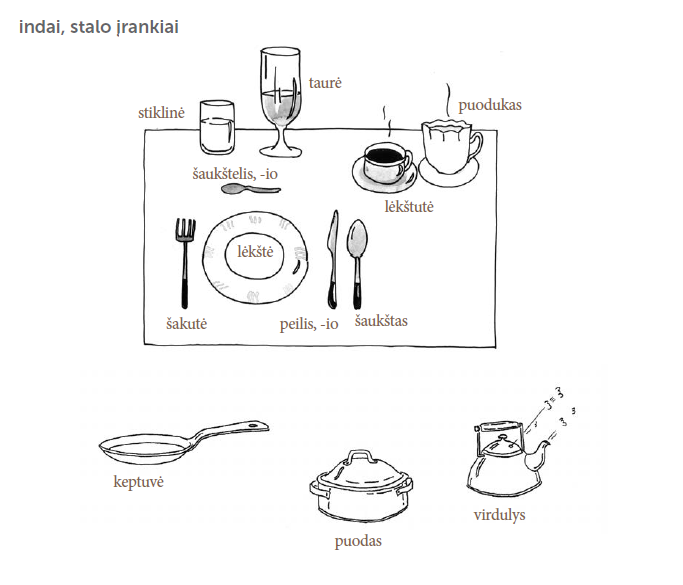 indai, stalo įrankiai
taurė
stiklinė
puodukas
šaukštelis, -io
lėkštutė
lėkštė
šakutė
peilis, -io
šaukštas
keptuvė
puodas
virdulys